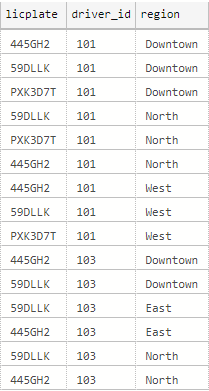 licplate driver_id region
445GH2 101 Downtown
59DLLK 101 Downtown
PXK3D7T 101 Downtown
59DLLK 101 North
PXK3D7T 101 North
445GH2 101 North
445GH2 101 West
59DLLK 101 West
PXK3D7T 101 West
445GH2 103 Downtown
59DLLK 103 Downtown
59DLLK 103 East
445GH2 103 East
59DLLK 103 North
445GH2 103 North